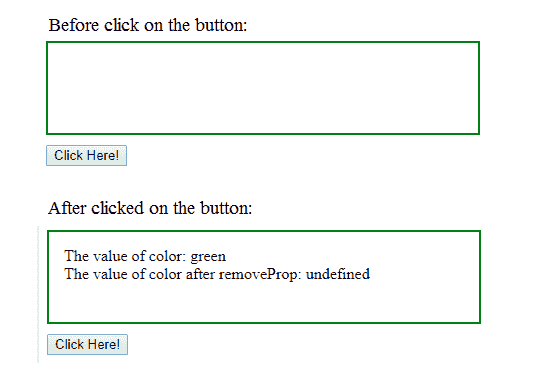 Before click on the button:
Click Here!
After clicked on the button:
The value of color: green
The value of color after removeProp: undefined
Click Here!